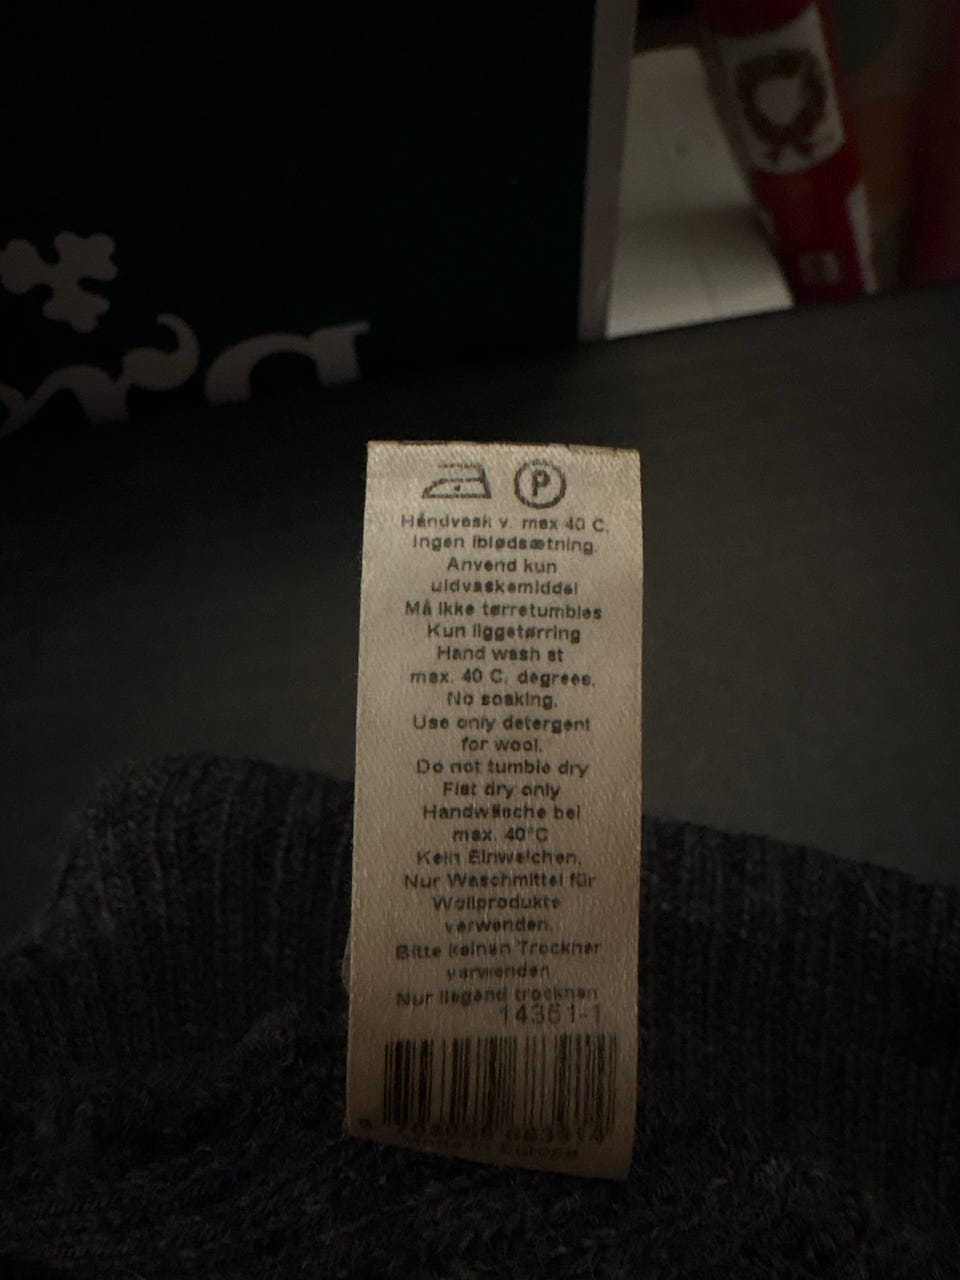 P
Håndvask v. max 40 C.
Ingen iblødsætning.
Anvend kun
uldvaskemiddel
Må ikke tørretumbles
Kun liggetørring
Hand wash at
max. 40 C. degrees.
No soaking.
Use only detergent
for wool.
Do not tumble dry
Flat dry only
Handwäsche bei
max. 40°C
Kein Einweichen.
Nur Waschmittel für
Wollprodukte
verwenden.
Bitte keinen Trockner
verwenden
Nur liegend trocknen
14351-1